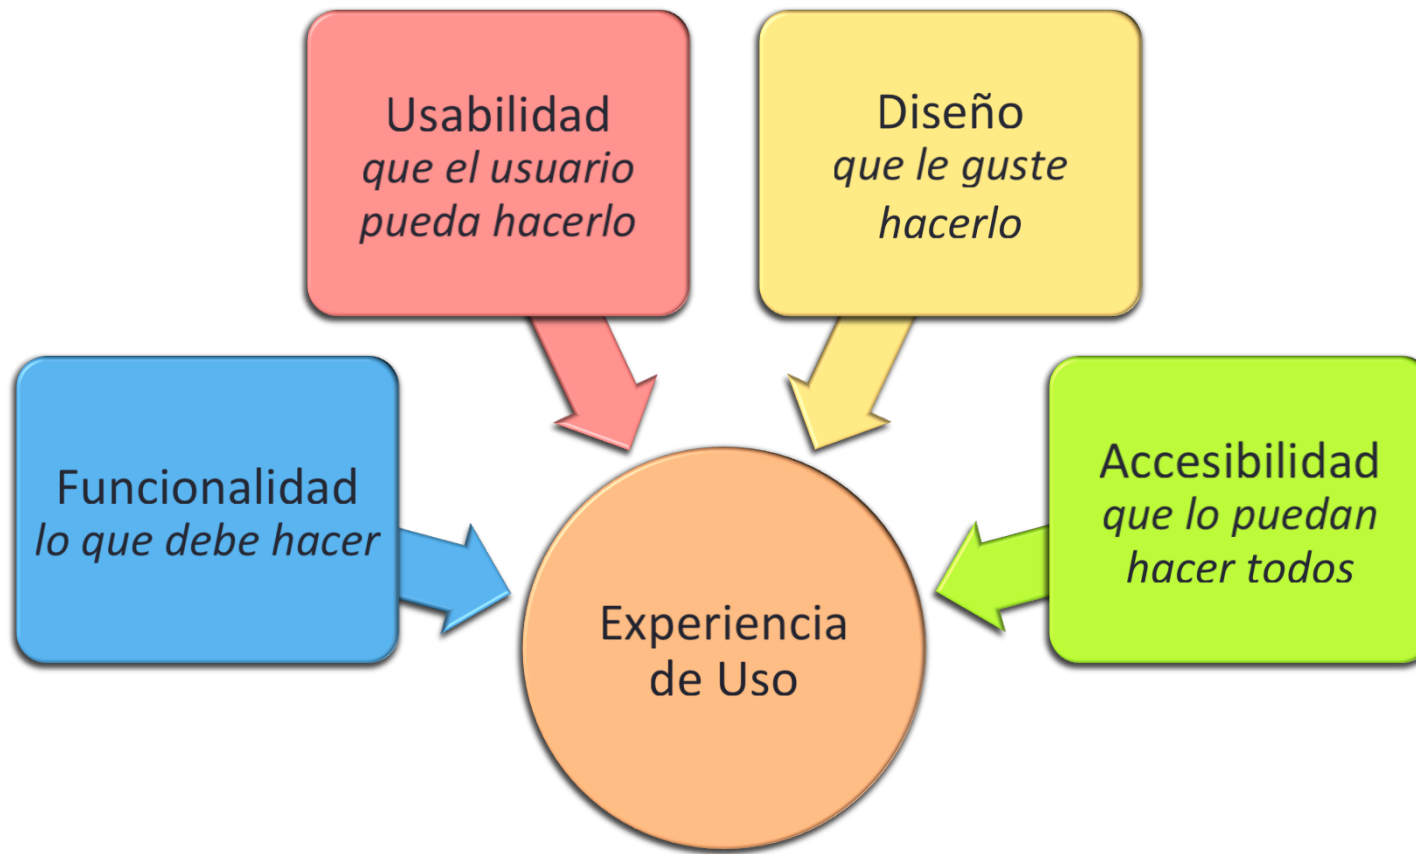 Usabilidad
que el usuario
pueda hacerlo
Diseño
que le guste
hacerlo
Funcionalidad
lo que debe hacer
Accesibilidad
que lo puedan
hacer todos
Experiencia
de Uso